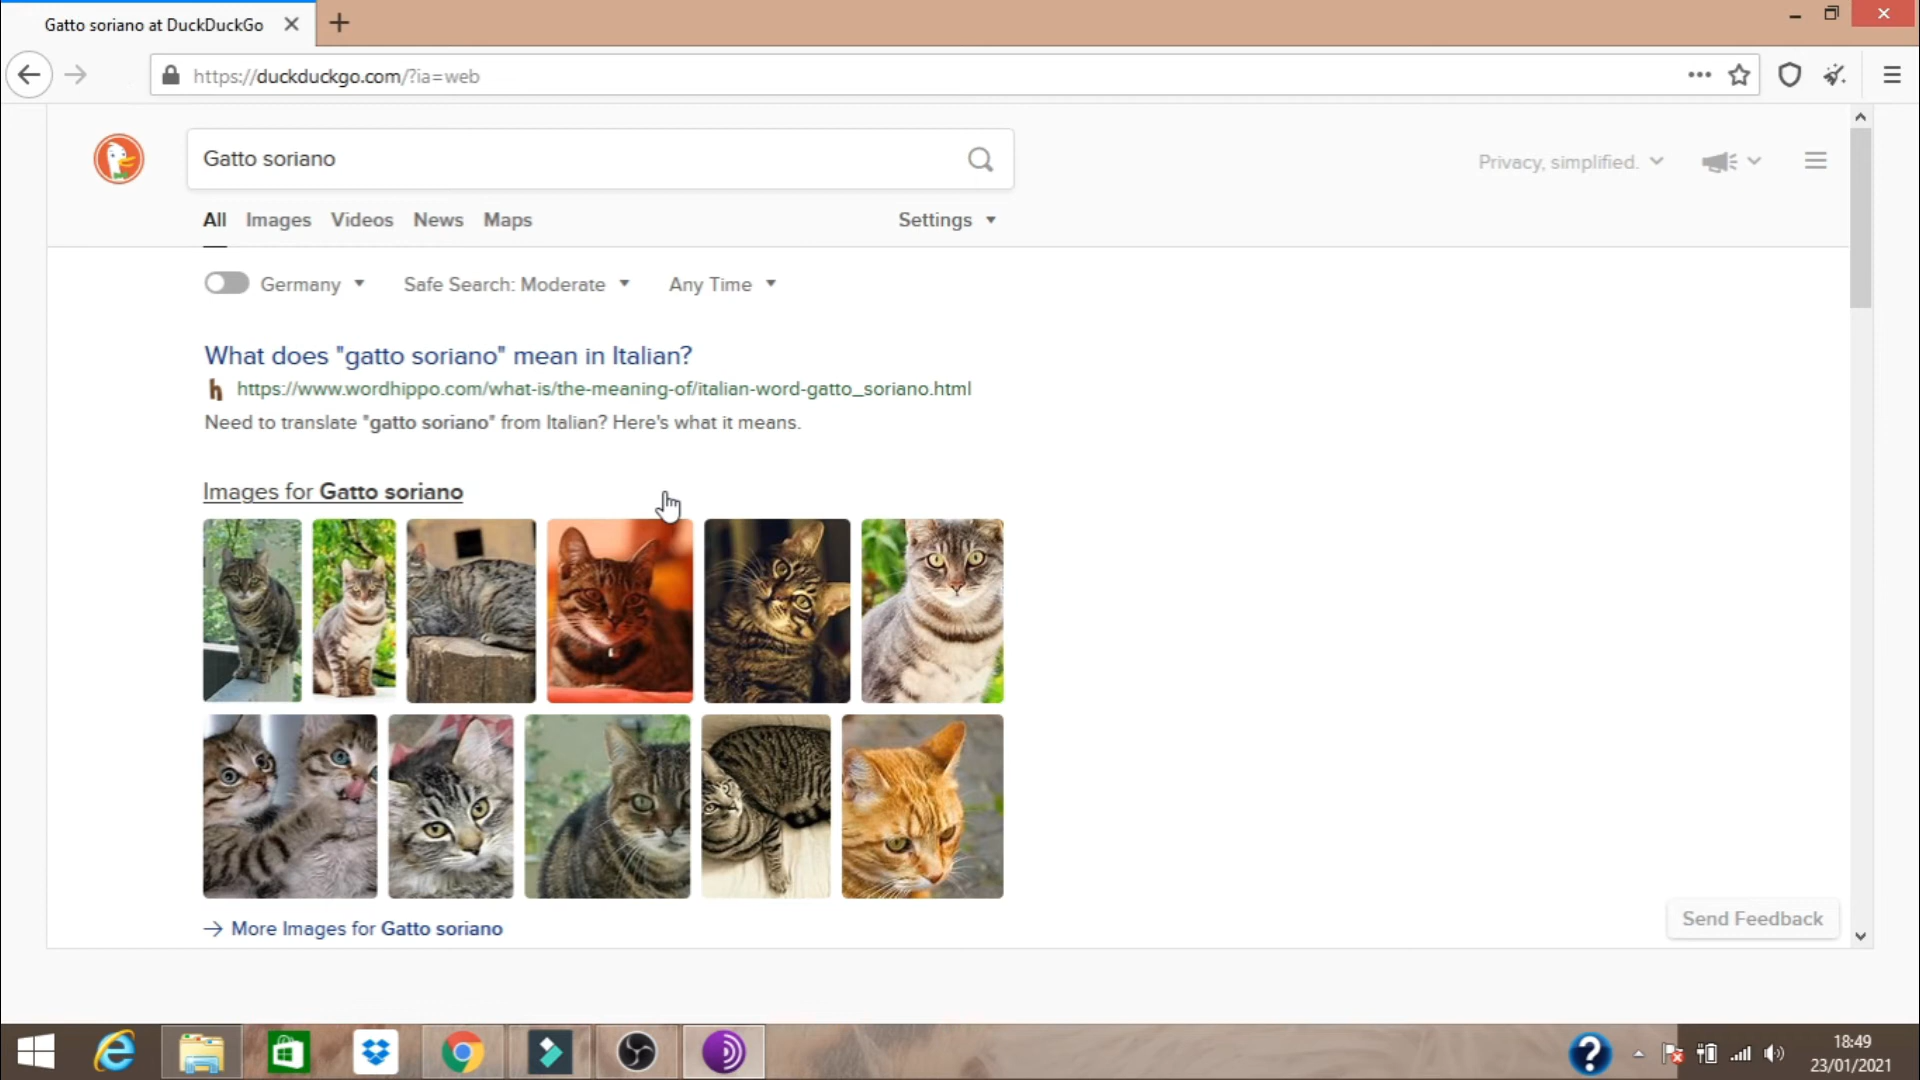 Gatto soriano at DuckDuckGo
https://duckduckgo.com/?ia=web
Gatto soriano
Privacy, simplified.
All Images Videos News Maps Settings
Germany Safe Search: Moderate Any Time
What does "gatto soriano" mean in Italian?
h https://www.wordhippo.com/what-is/the-meaning-of/italian-word-gatto_soriano.html
Need to translate "gatto soriano" from Italian? Here's what it means.
Images for Gatto soriano
More Images for Gatto soriano
Send Feedback
18:49
23/01/2021